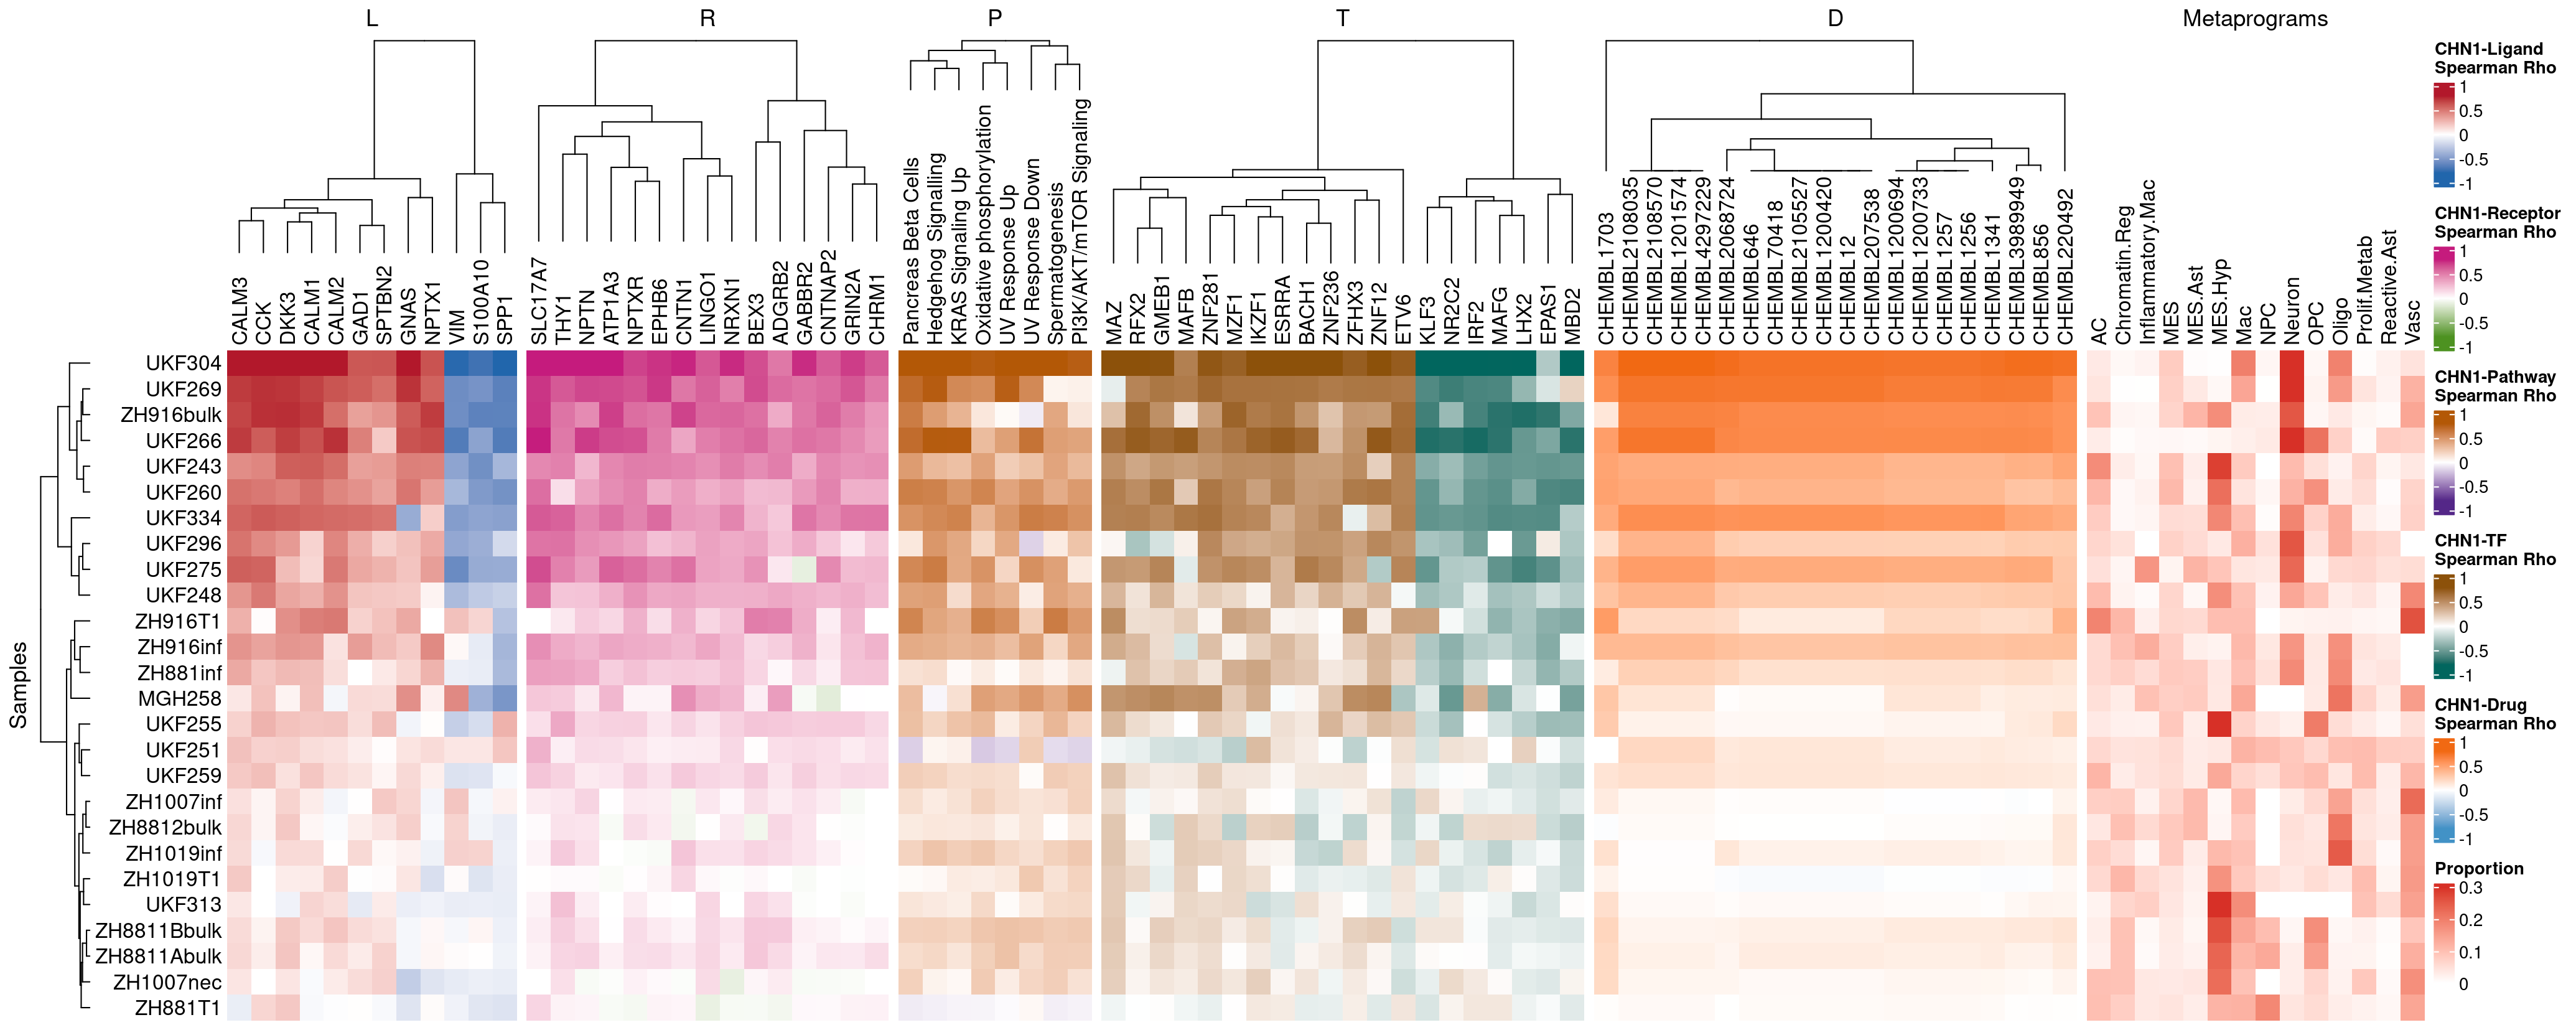 L
R
P
T
D
Metaprograms
CALM3
CCK
DKK3
CALM1
CALM2
GAD1
SPTBN2
GNAS
NPTX1
VIM
S100A10
SPP1
SLC17A7
THY1
NPTN
ATP1A3
NPTXR
EPHB6
CNTN1
LINGO1
NRXN1
BEX3
ADGRB2
GABBR2
CNTNAP2
GRIN2A
CHRM1
Pancreas Beta Cells
Hedgehog Signalling
KRAS Signaling Up
Oxidative phosphorylation
UV Response Up
UV Response Down
Spermatogenesis
PI3K/AKT/mTOR Signaling
MAZ
RFX2
GMEB1
MAFB
ZNF281
MZF1
IKZF1
ESRRA
BACH1
ZNF236
ZFHX3
ZNF12
ETV6
KLF3
NR2C2
IRF2
MAFG
LHX2
EPAS1
MBD2
CHEMBL1703
CHEMBL2108035
CHEMBL2108570
CHEMBL1201574
CHEMBL4297229
CHEMBL2068724
CHEMBL646
CHEMBL70418
CHEMBL2105527
CHEMBL1200420
CHEMBL12
CHEMBL207538
CHEMBL1200694
CHEMBL1200733
CHEMBL1257
CHEMBL1256
CHEMBL1341
CHEMBL3989949
CHEMBL856
CHEMBL220492
AC
Chromatin.Reg
Inflammatory.Mac
MES
MES.Ast
MES.Hyp
Mac
NPC
Neuron
OPC
Oligo
Prolif.Metab
Reactive.Ast
Vasc
Samples
UKF304
UKF269
ZH916bulk
UKF266
UKF243
UKF260
UKF334
UKF296
UKF275
UKF248
ZH916T1
ZH916inf
ZH881inf
MGH258
UKF255
UKF251
UKF259
ZH1007inf
ZH8812bulk
ZH1019inf
ZH1019T1
UKF313
ZH8811Bbulk
ZH8811Abulk
ZH1007nec
ZH881T1
CHN1-Ligand
Spearman Rho
1
0.5
0
-0.5
-1
CHN1-Receptor
Spearman Rho
1
0.5
0
-0.5
-1
CHN1-Pathway
Spearman Rho
1
0.5
0
-0.5
-1
CHN1-TF
Spearman Rho
1
0.5
0
-0.5
-1
CHN1-Drug
Spearman Rho
1
0.5
0
-0.5
-1
Proportion
0.3
0.2
0.1
0